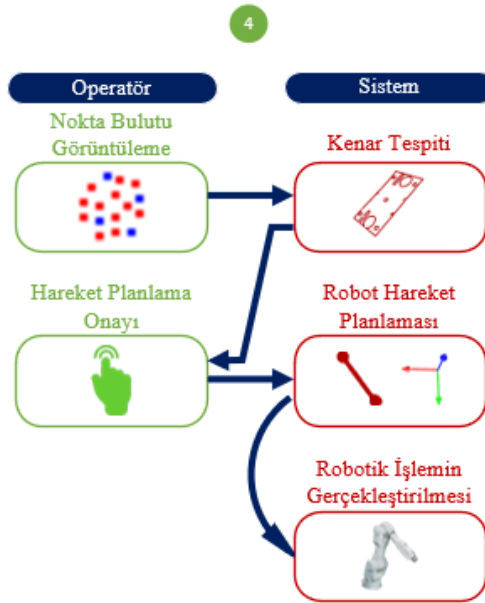 4
Operatör
Sistem
Nokta Bulutu
Görüntüleme
Kenar Tespiti
Hareket Planlama
Onayı
Robot Hareket
Planlaması
Robotik İşlemin
Gerçekleştirilmesi